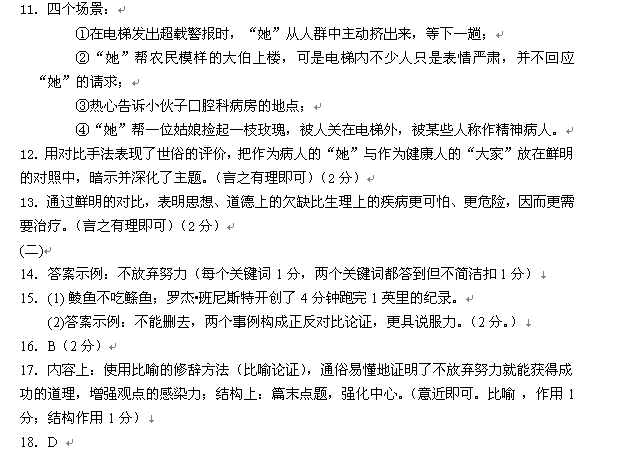 11. 四个场景：
①在电梯发出超载警报时，“她”从人群中主动挤出来，等下一趟；
②“她”帮农民模样的大伯上楼，可是电梯内不少人只是表情严肃，并不回应
“她”的请求；
③热心告诉小伙子口腔科病房的地点；
④“她”帮一位姑娘捡起一枝玫瑰，被人关在电梯外，被某些人称作精神病人。
12. 用对比手法表现了世俗的评价，把作为病人的“她”与作为健康人的“大家”放在鲜明
的对照中，暗示并深化了主题。（言之有理即可）（2 分）
13. 通过鲜明的对比，表明思想、道德上的欠缺比生理上的疾病更可怕、更危险，因而更需
要治疗。（言之有理即可）（2 分）
(二)
14. 答案示例：不放弃努力（每个关键词 1 分，两个关键词都答到但不简洁扣 1 分）
15. (1) 鲮鱼不吃鲦鱼；罗杰•班尼斯特开创了 4 分钟跑完 1 英里的纪录。
(2)答案示例：不能删去，两个事例构成正反对比论证，更具说服力。（2 分。）
16. B（2 分）
17. 内容上：使用比喻的修辞方法（比喻论证），通俗易懂地证明了不放弃努力就能获得成
功的道理，增强观点的感染力；结构上：篇末点题，强化中心。（意近即可。比喻 ，作用 1
分；结构作用 1 分）
18. D